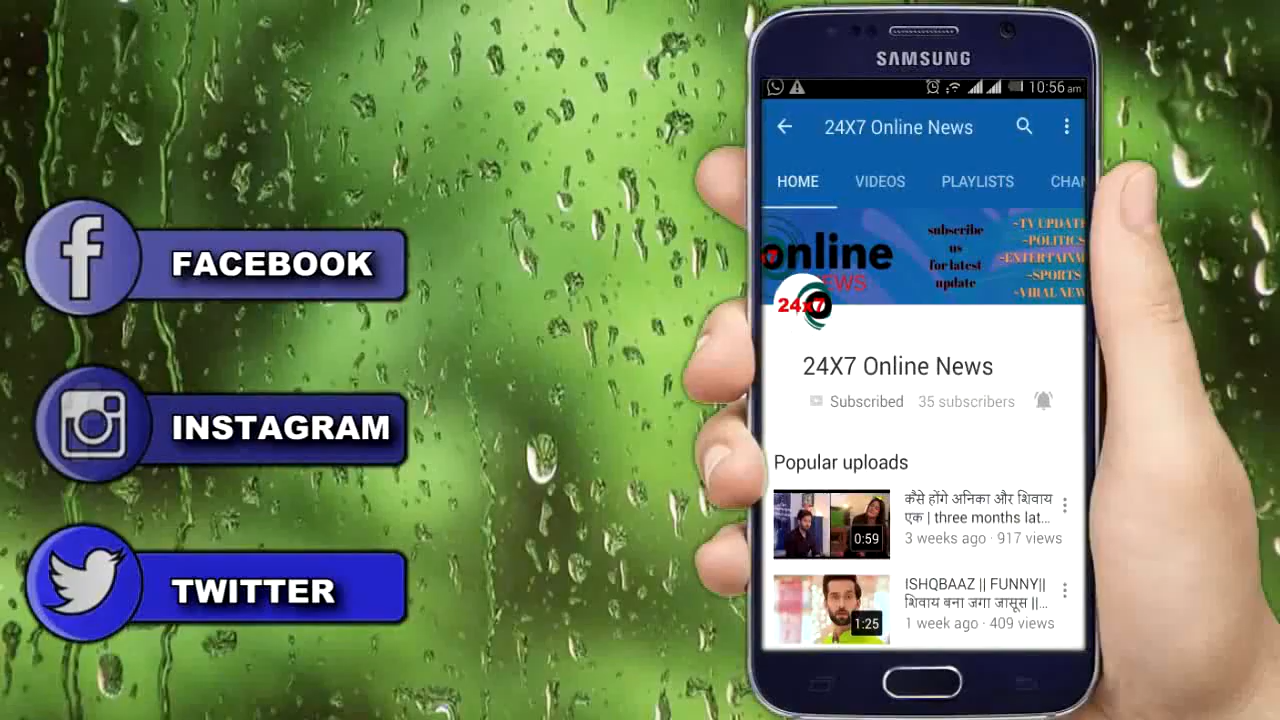 FACEBOOK
INSTAGRAM
TWITTER
SAMSUNG
10:56 am
24X7 Online News
HOME VIDEOS PLAYLISTS CHAN
online
NEWS
x7
24x7
subscribe
us
for latest
update
~TV UPDATE
~POLITICS
~ENTERTAINM
~SPORTS
~VIRAL NEW
24X7 Online News
Subscribed 35 subscribers
Popular uploads
0:59
कैसे होंगे अनिका और शिवाय
एक | three months lat...
3 weeks ago · 917 views
1:25
ISHQBAAZ || FUNNY||
शिवाय बना जगा जासूस ||...
1 week ago · 409 views